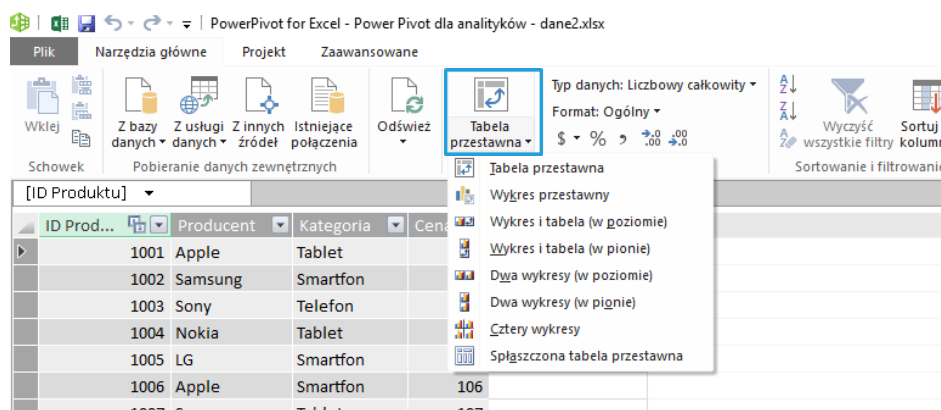 PowerPivot for Excel - Power Pivot dla analityków - dane2.xlsx
Plik Narzędzia główne Projekt Zaawansowane
Wklej
Schowek
Z bazy danych
Z usługi danych
Z innych źródeł
Istniejące połączenia
Pobieranie danych zewnętrznych
Odśwież
Tabela przestawna
Typ danych: Liczbowy całkowity
Format: Ogólny
$ % ,
Wyczyść wszystkie filtry
Sortuj
Sortowanie i filtrowanie
[ID Produktu]
ID Prod... Producent Kategoria Cena
1001 Apple Tablet
1002 Samsung Smartfon
1003 Sony Telefon
1004 Nokia Tablet
1005 LG Smartfon
1006 Apple Smartfon 106
Tabela przestawna
Wykres przestawny
Wykres i tabela (w poziomie)
Wykres i tabela (w pionie)
Dwa wykresy (w poziomie)
Dwa wykresy (w pionie)
Cztery wykresy
Spłaszczona tabela przestawna